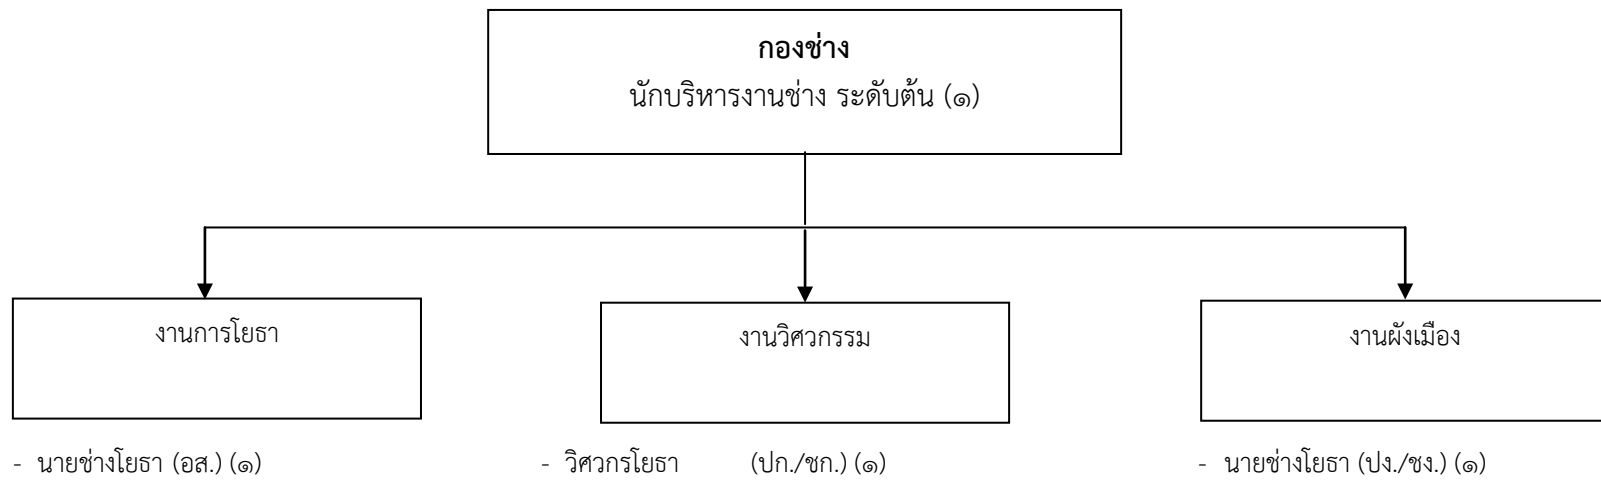 กองช่าง
นักบริหารงานช่าง ระดับต้น (๑)
งานการโยธา
งานวิศวกรรม
งานผังเมือง
- นายช่างโยธา (อส.) (๑)
- วิศวกรโยธา (ปก./ชก.) (๑)
- นายช่างโยธา (ปง./ชง.) (๑)